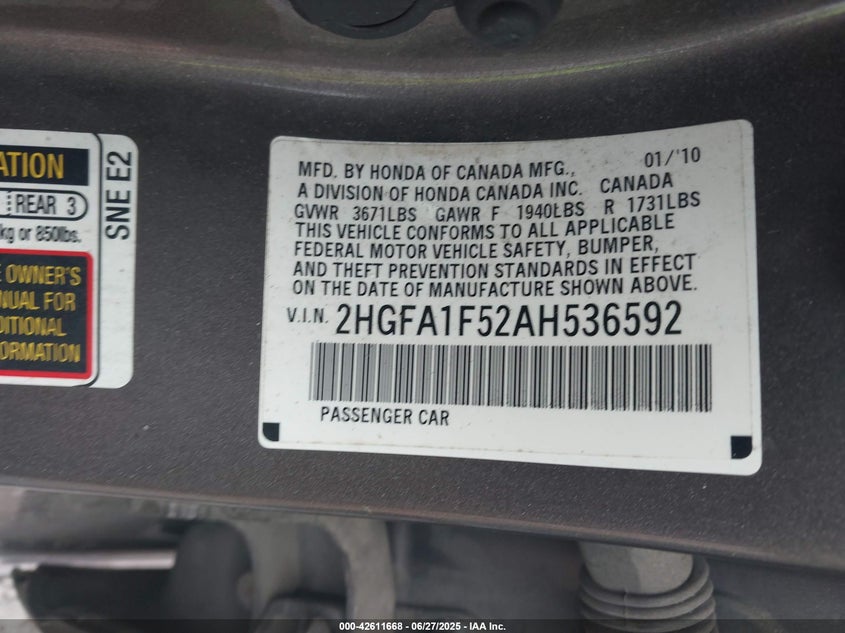 ATION
REAR 3
kg or 850lbs.
E OWNER'S
NUAL FOR
DITIONAL
FORMATION
SNE E2
MFD. BY HONDA OF CANADA MFG., 01/'10
A DIVISION OF HONDA CANADA INC. CANADA
GVWR 3671LBS GAWR F 1940LBS R 1731LBS
THIS VEHICLE CONFORMS TO ALL APPLICABLE
FEDERAL MOTOR VEHICLE SAFETY, BUMPER,
AND THEFT PREVENTION STANDARDS IN EFFECT
ON THE DATE OF MANUFACTURE SHOWN ABOVE.
V.I.N. 2HGFA1F52AH536592
PASSENGER CAR
000-42611668 - 06/27/2025 - IAA Inc.